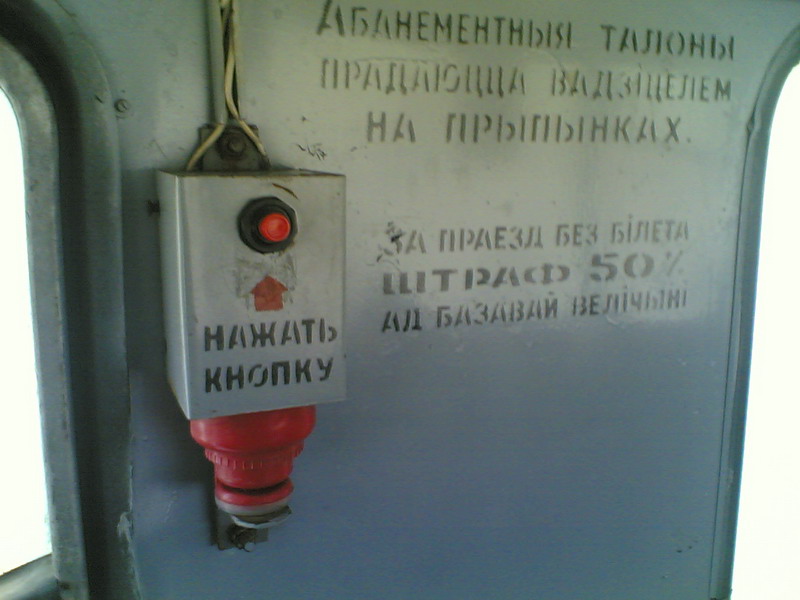 АБАНЕМЕНТНЫЯ ТАЛОНЫ
ПРАДАЮЦЦА ВАДЗІЦЕЛЕМ
НА ПРЫПЫНКАХ.
ЗА ПРАЕЗД БЕЗ БІЛЕТА
ШТРАФ 50%
АД БАЗАВАЙ ВЕЛІЧЫНІ
НАЖАТЬ
КНОПКУ